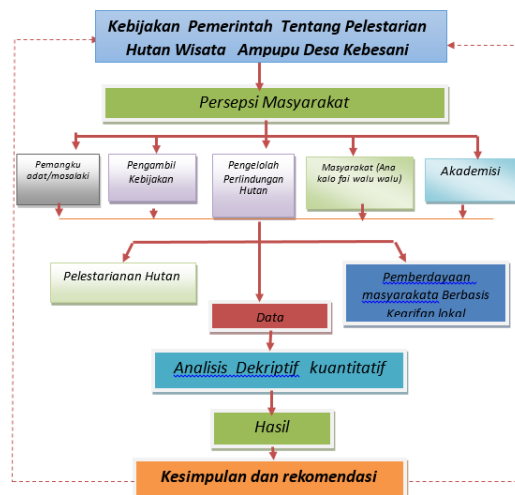 Kebijakan Pemerintah Tentang Pelestarian
Hutan Wisata Ampupu Desa Kebesani
Persepsi Masyarakat
Pemangku
adat/mosalaki
Pengambil
Kebijakan
Pengelolah
Perlindungan
Hutan
Masyarakat (Ana
kalo fai walu walu)
Akademisi
Pelestarianan Hutan
Pemberdayaan
masyarakata Berbasis
Kearifan lokal
Data
Analisis Dekriptif kuantitatif
Hasil
Kesimpulan dan rekomendasi